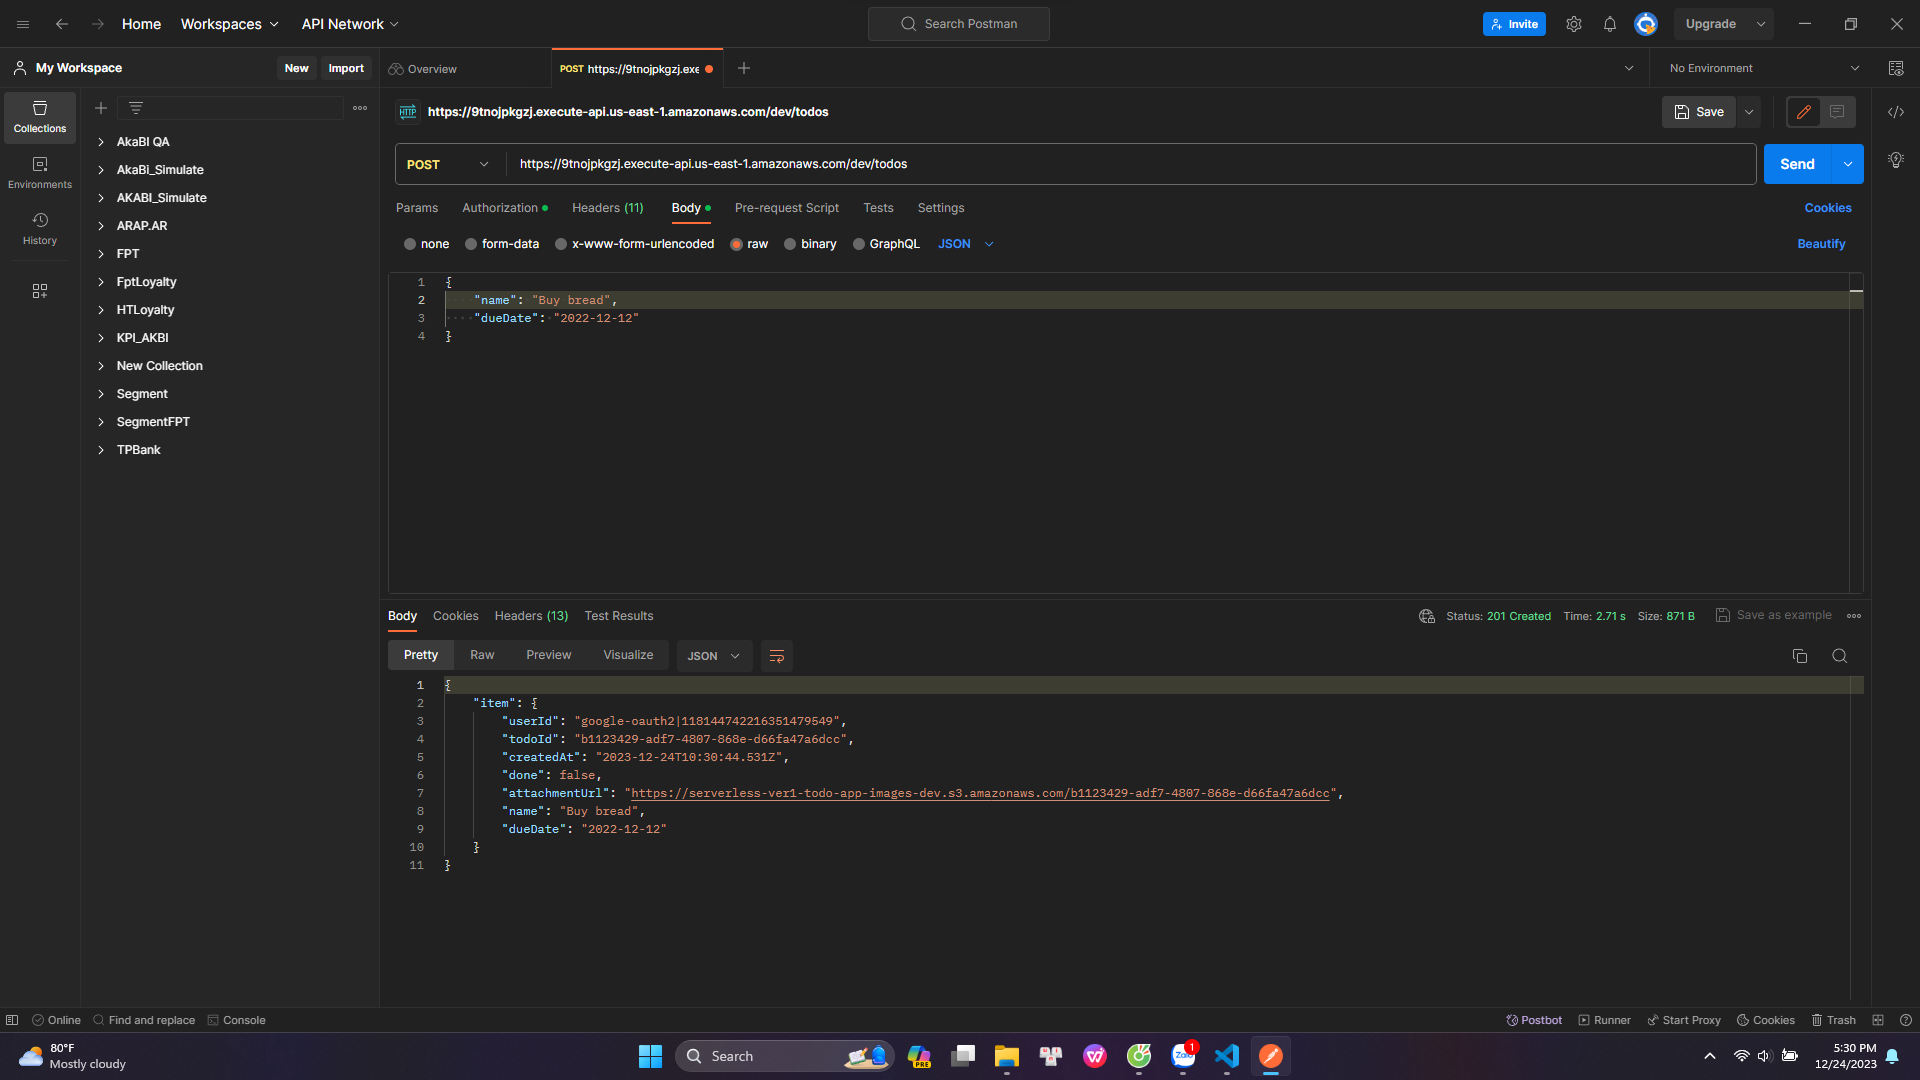 Home Workspaces API Network Search Postman Invite Upgrade
My Workspace New Import Overview POST https://9tnojpkgzj.exe No Environment
Collections
Environments
History
AkaBI QA
AkaBi_Simulate
AKABI_Simulate
ARAP.AR
FPT
FptLoyalty
HTLoyalty
KPI_AKBI
New Collection
Segment
SegmentFPT
TPBank
HTTP https://9tnojpkgzj.execute-api.us-east-1.amazonaws.com/dev/todos Save
POST https://9tnojpkgzj.execute-api.us-east-1.amazonaws.com/dev/todos Send
Params Authorization Headers (11) Body Pre-request Script Tests Settings Cookies
none form-data x-www-form-urlencoded raw binary GraphQL JSON Beautify
1 {
2 "name": "Buy bread",
3 "dueDate": "2022-12-12"
4 }
Body Cookies Headers (13) Test Results Status: 201 Created Time: 2.71 s Size: 871 B Save as example
Pretty Raw Preview Visualize JSON
1 {
2 "item": {
3 "userId": "google-oauth2|118144742216351479549",
4 "todoId": "b1123429-adf7-4807-868e-d66fa47a6dcc",
5 "createdAt": "2023-12-24T10:30:44.531Z",
6 "done": false,
7 "attachmentUrl": "https://serverless-ver1-todo-app-images-dev.s3.amazonaws.com/b1123429-adf7-4807-868e-d66fa47a6dcc",
8 "name": "Buy bread",
9 "dueDate": "2022-12-12"
10 }
11 }
Online Find and replace Console Postbot Runner Start Proxy Cookies Trash
80°F
Mostly cloudy
Search
PRE
Zalo
1
5:30 PM
12/24/2023